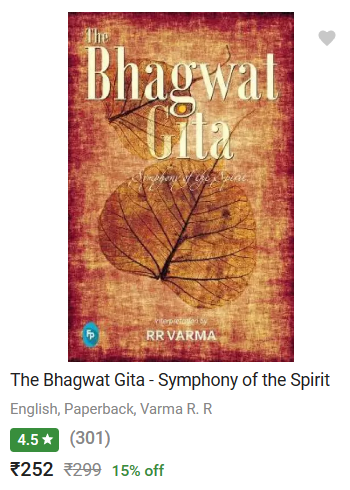 The
Bhagwat
Gita
Symphony of the Spirit
Interpreted by
RR VARMA
FP
The Bhagwat Gita - Symphony of the Spirit
English, Paperback, Varma R. R
4.5★ (301)
₹252 ₹299 15% off